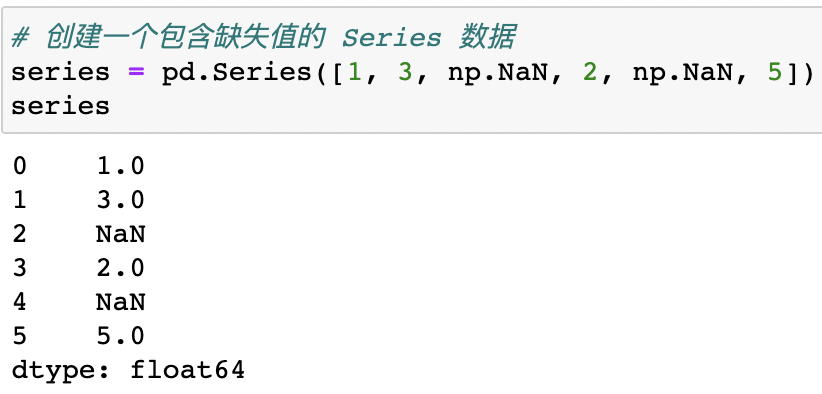 # 创建一个包含缺失值的 Series 数据
series = pd.Series([1, 3, np.NaN, 2, np.NaN, 5])
series
0    1.0
1    3.0
2    NaN
3    2.0
4    NaN
5    5.0
dtype: float64